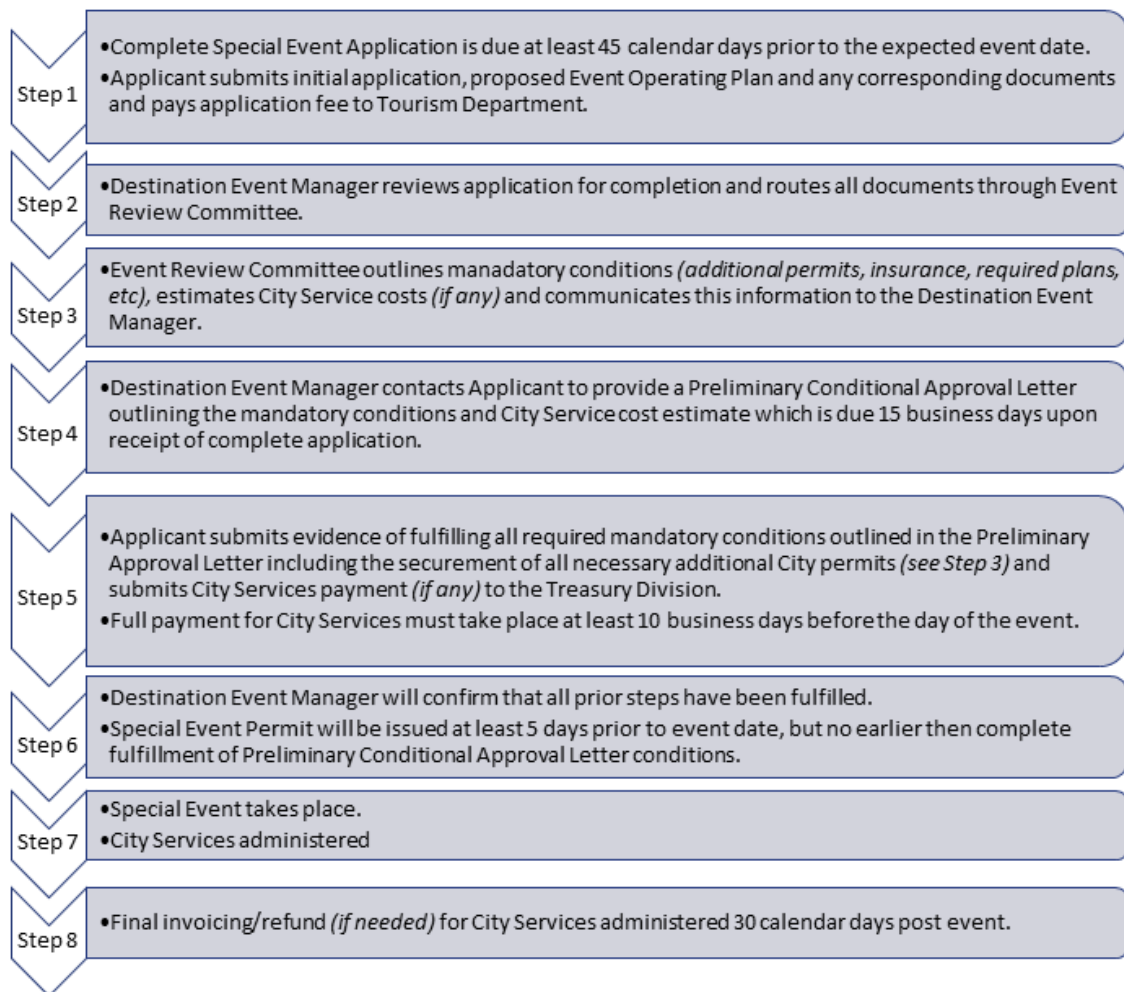 Step 1
•Complete Special Event Application is due at least 45 calendar days prior to the expected event date.
•Applicant submits initial application, proposed Event Operating Plan and any corresponding documents
and pays application fee to Tourism Department.
Step 2
•Destination Event Manager reviews application for completion and routes all documents through Event
Review Committee.
Step 3
•Event Review Committee outlines manadatory conditions (additional permits, insurance, required plans,
etc), estimates City Service costs (if any) and communicates this information to the Destination Event
Manager.
Step 4
•Destination Event Manager contacts Applicant to provide a Preliminary Conditional Approval Letter
outlining the mandatory conditions and City Service cost estimate which is due 15 business days upon
receipt of complete application.
Step 5
•Applicant submits evidence of fulfilling all required mandatory conditions outlined in the Preliminary
Approval Letter including the securement of all necessary additional City permits (see Step 3) and
submits City Services payment (if any) to the Treasury Division.
•Full payment for City Services must take place at least 10 business days before the day of the event.
Step 6
•Destination Event Manager will confirm that all prior steps have been fulfilled.
•Special Event Permit will be issued at least 5 days prior to event date, but no earlier then complete
fulfillment of Preliminary Conditional Approval Letter conditions.
Step 7
•Special Event takes place.
•City Services administered
Step 8
•Final invoicing/refund (if needed) for City Services administered 30 calendar days post event.